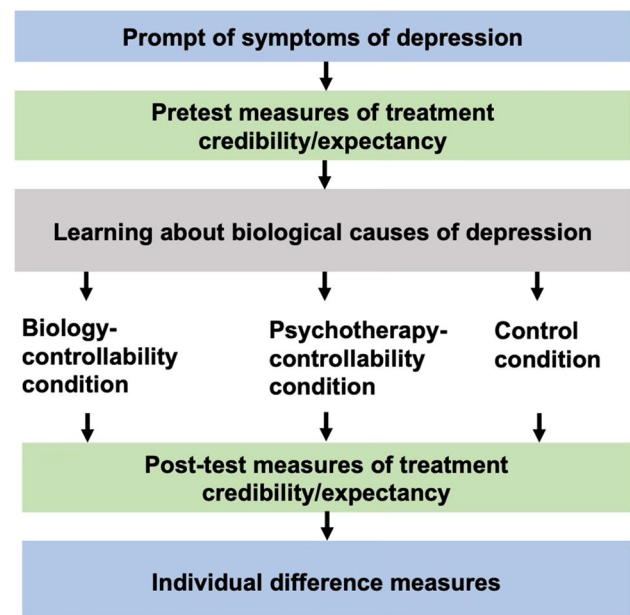 Prompt of symptoms of depression
Pretest measures of treatment
credibility/expectancy
Learning about biological causes of depression
Biology-
controllability
condition
Psychotherapy-
controllability
condition
Control
condition
Post-test measures of treatment
credibility/expectancy
Individual difference measures